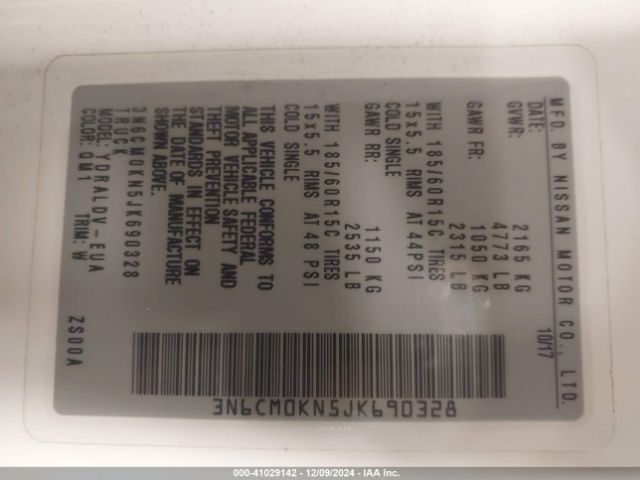 MFD. BY NISSAN MOTOR CO., LTD.
DATE: 10/17
GVWR: 2165 KG
4773 LB
GAWR FR: 1050 KG
2315 LB
WITH 185/60R15C TIRES
15x5.5 RIMS AT 44PSI
COLD SINGLE
GAWR RR: 1150 KG
2535 LB
WITH 185/60R15C TIRES
15x5.5 RIMS AT 48 PSI
COLD SINGLE
THIS VEHICLE CONFORMS TO
ALL APPLICABLE FEDERAL
MOTOR VEHICLE SAFETY AND
THEFT PREVENTION
STANDARDS IN EFFECT ON
THE DATE OF MANUFACTURE
SHOWN ABOVE.
3N6CM0KN5JK690328
TRUCK
MODEL: YDRALDV-EUA
COLOR: QM1 TRIM: W ZS00A
3N6CM0KN5JK690328
000-41029142 - 12/09/2024 - IAA Inc.